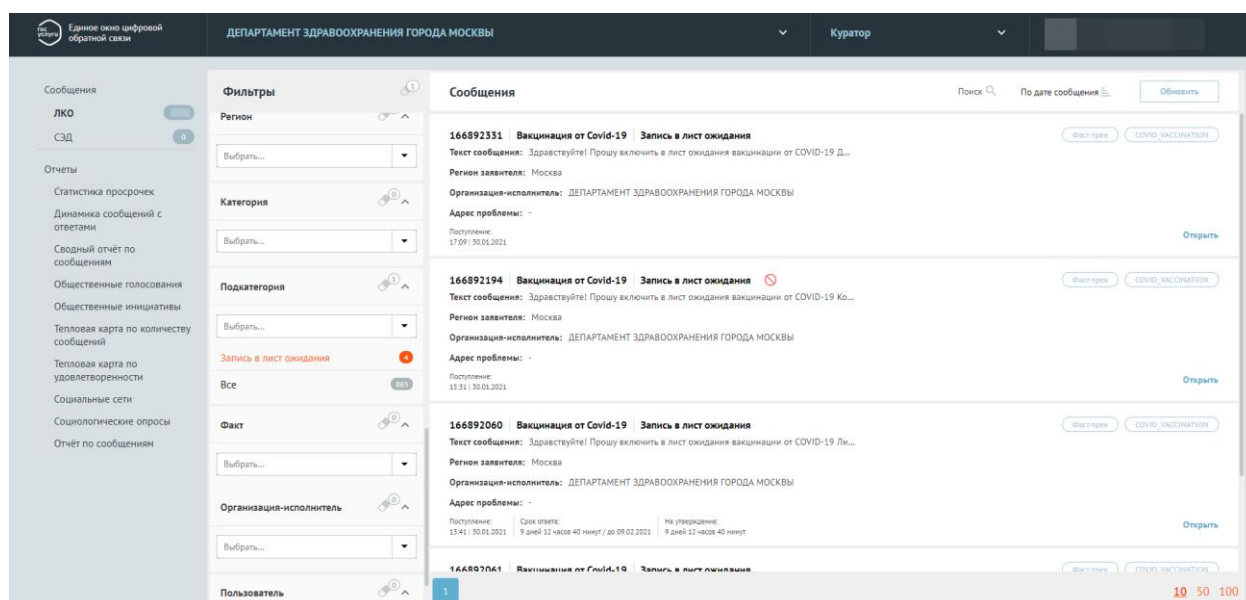 гос
услуги
Единое окно цифровой
обратной связи
ДЕПАРТАМЕНТ ЗДРАВООХРАНЕНИЯ ГОРОДА МОСКВЫ
Куратор
Сообщения
ЛКО
СЭД 0
Отчеты
Статистика просрочек
Динамика сообщений с
ответами
Сводный отчёт по
сообщениям
Общественные голосования
Общественные инициативы
Тепловая карта по количеству
сообщений
Тепловая карта по
удовлетворенности
Социальные сети
Социологические опросы
Отчёт по сообщениям
Фильтры 1
Регион
Выбрать...
Категория 0
Выбрать...
Подкатегория 1
Выбрать...
Запись в лист ожидания 4
Все 865
Факт 0
Выбрать...
Организация-исполнитель 0
Выбрать...
Пользователь 0
Сообщения Поиск По дате сообщения Обновить
166892331 Вакцинация от Covid-19 Запись в лист ожидания Фаст-трек COVID_VACCINATION
Текст сообщения: Здравствуйте! Прошу включить в лист ожидания вакцинации от COVID-19 Д...
Регион заявителя: Москва
Организация-исполнитель: ДЕПАРТАМЕНТ ЗДРАВООХРАНЕНИЯ ГОРОДА МОСКВЫ
Адрес проблемы: -
Поступление:
17:09 | 30.01.2021
Открыть
166892194 Вакцинация от Covid-19 Запись в лист ожидания Фаст-трек COVID_VACCINATION
Текст сообщения: Здравствуйте! Прошу включить в лист ожидания вакцинации от COVID-19 Ко...
Регион заявителя: Москва
Организация-исполнитель: ДЕПАРТАМЕНТ ЗДРАВООХРАНЕНИЯ ГОРОДА МОСКВЫ
Адрес проблемы: -
Поступление:
15:31 | 30.01.2021
Открыть
166892060 Вакцинация от Covid-19 Запись в лист ожидания Фаст-трек COVID_VACCINATION
Текст сообщения: Здравствуйте! Прошу включить в лист ожидания вакцинации от COVID-19 Ли...
Регион заявителя: Москва
Организация-исполнитель: ДЕПАРТАМЕНТ ЗДРАВООХРАНЕНИЯ ГОРОДА МОСКВЫ
Адрес проблемы: -
Поступление: Срок ответа: На утверждение:
13:41 | 30.01.2021 9 дней 12 часов 40 минут / до 09.02.2021 9 дней 12 часов 40 минут
Открыть
166892061 Вакцинация от Covid-19 Запись в лист ожидания Фаст-трек COVID_VACCINATION
1
10 50 100